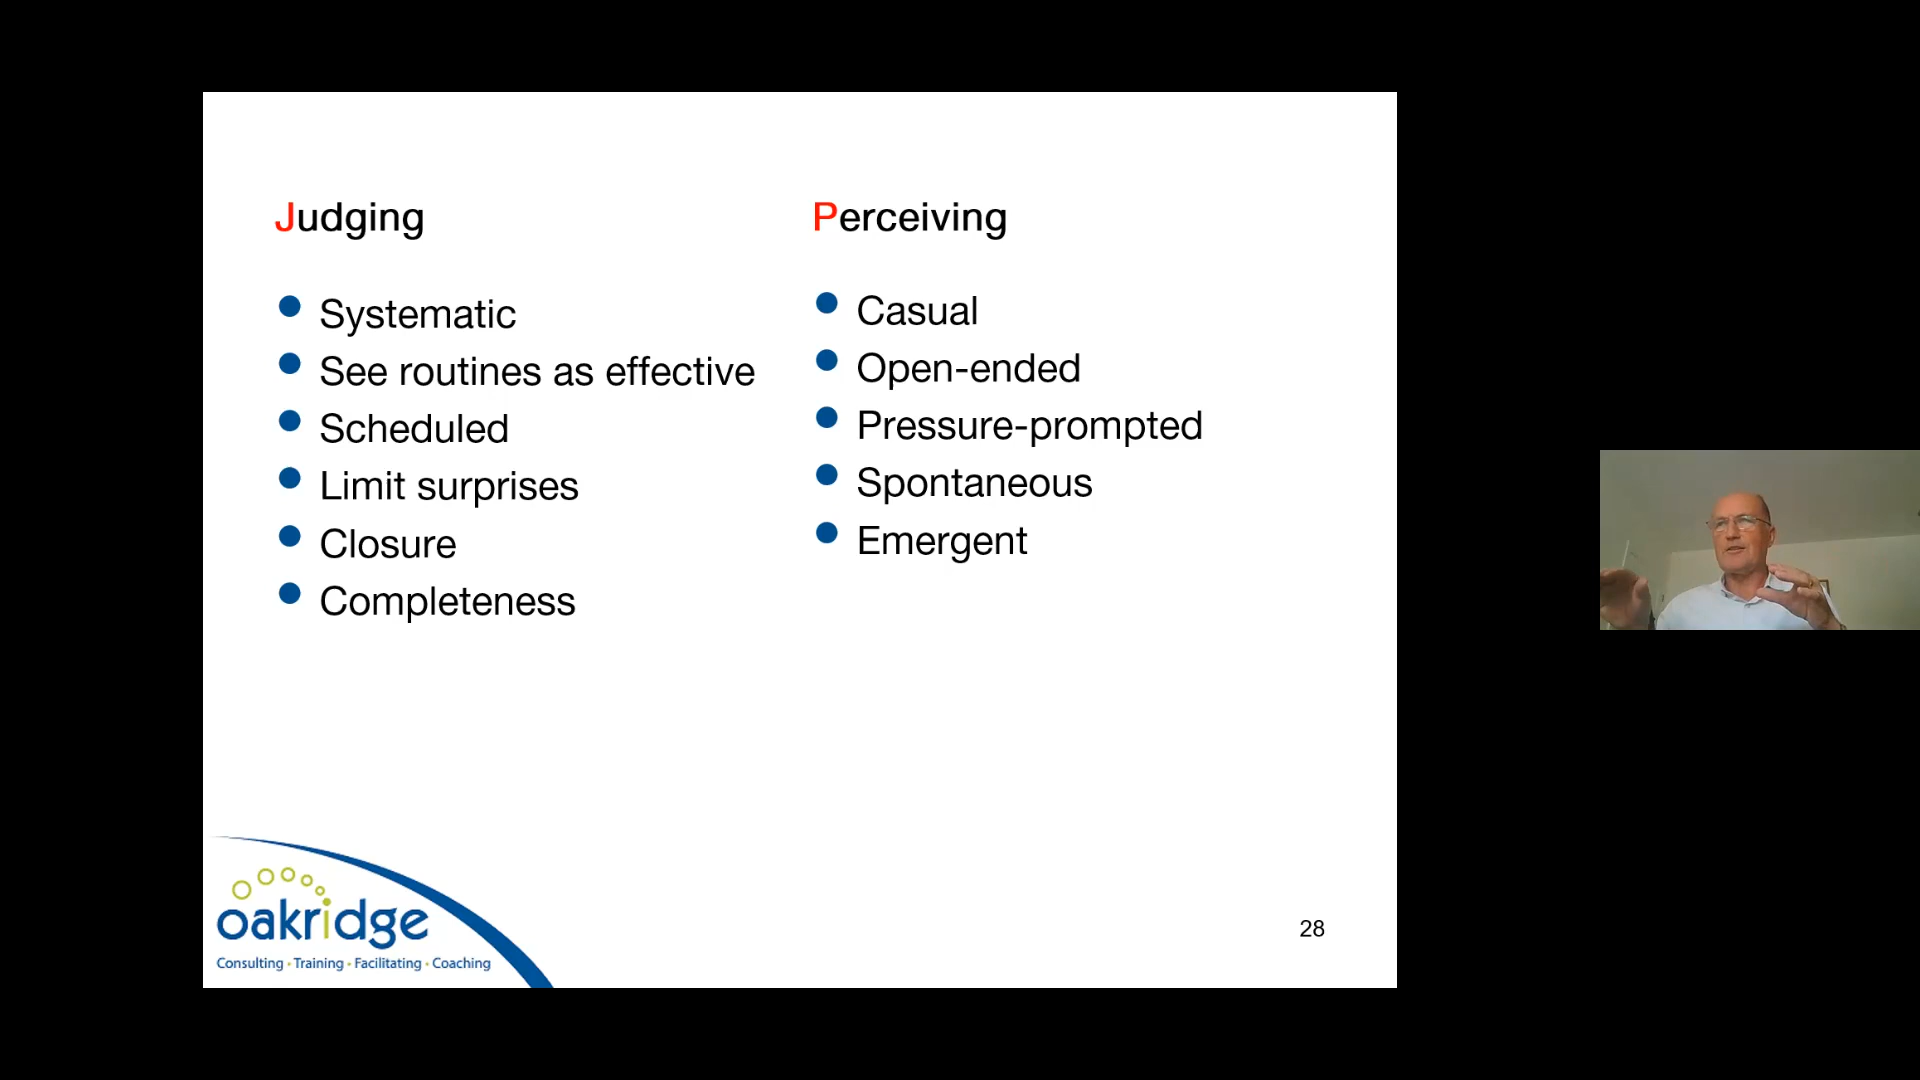 Judging
Systematic
See routines as effective
Scheduled
Limit surprises
Closure
Completeness
Perceiving
Casual
Open-ended
Pressure-prompted
Spontaneous
Emergent
oakridge
Consulting · Training · Facilitating · Coaching
28